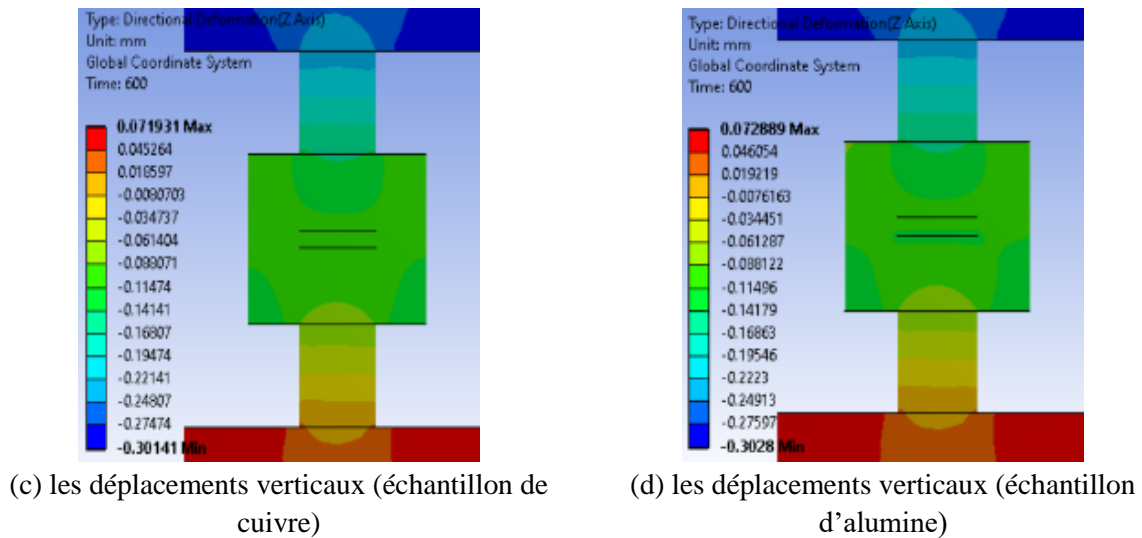 Type: Directional Deformation(Z Axis)
Unit: mm
Global Coordinate System
Time: 600
0.071931 Max
0.045264
0.018597
-0.0080703
-0.034737
-0.061404
-0.088071
-0.11474
-0.14141
-0.16807
-0.19474
-0.22141
-0.24807
-0.27474
-0.30141 Min
(c) les déplacements verticaux (échantillon de
cuivre)
Type: Directional Deformation(Z Axis)
Unit: mm
Global Coordinate System
Time: 600
0.072889 Max
0.046054
0.019219
-0.0076163
-0.034451
-0.061287
-0.088122
-0.11496
-0.14179
-0.16863
-0.19546
-0.2223
-0.24913
-0.27597
-0.3028 Min
(d) les déplacements verticaux (échantillon
d’alumine)